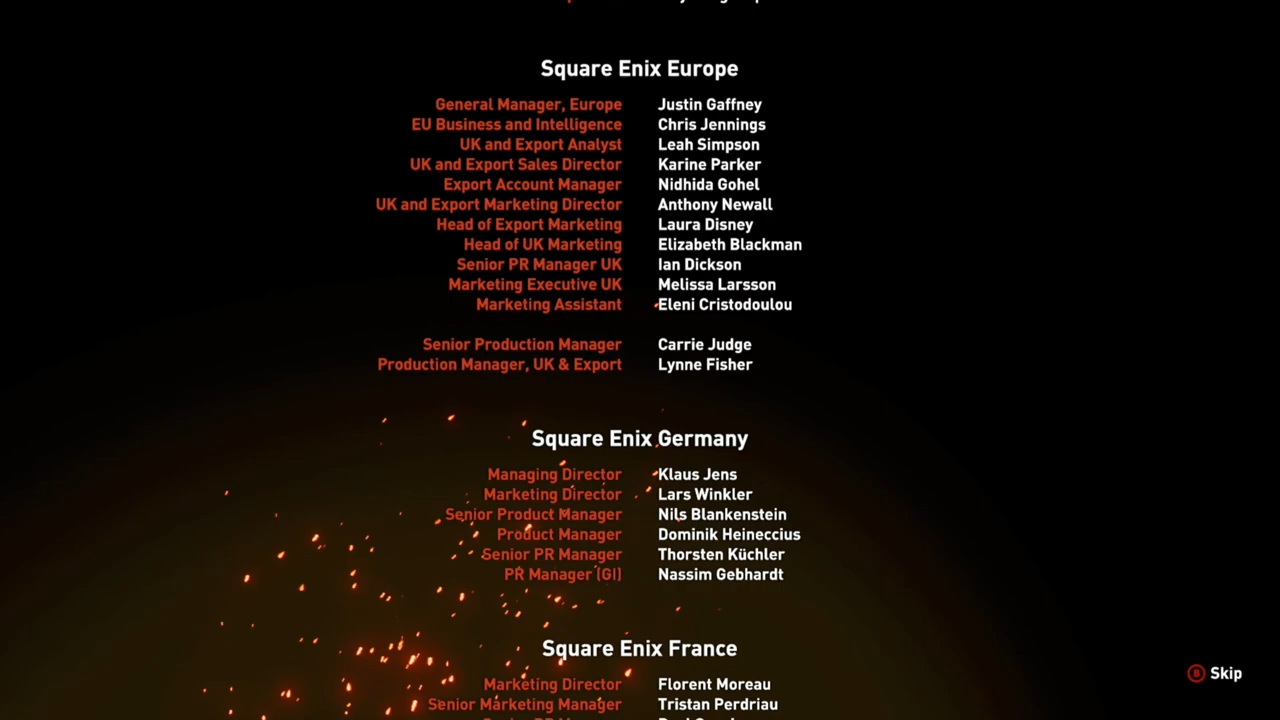 Square Enix Europe
General Manager, Europe Justin Gaffney
EU Business and Intelligence Chris Jennings
UK and Export Analyst Leah Simpson
UK and Export Sales Director Karine Parker
Export Account Manager Nidhida Gohel
UK and Export Marketing Director Anthony Newall
Head of Export Marketing Laura Disney
Head of UK Marketing Elizabeth Blackman
Senior PR Manager UK Ian Dickson
Marketing Executive UK Melissa Larsson
Marketing Assistant Eleni Cristodoulou
Senior Production Manager Carrie Judge
Production Manager, UK & Export Lynne Fisher
Square Enix Germany
Managing Director Klaus Jens
Marketing Director Lars Winkler
Senior Product Manager Nils Blankenstein
Product Manager Dominik Heineccius
Senior PR Manager Thorsten Küchler
PR Manager (GI) Nassim Gebhardt
Square Enix France
Marketing Director Florent Moreau
Senior Marketing Manager Tristan Perdriau
B Skip